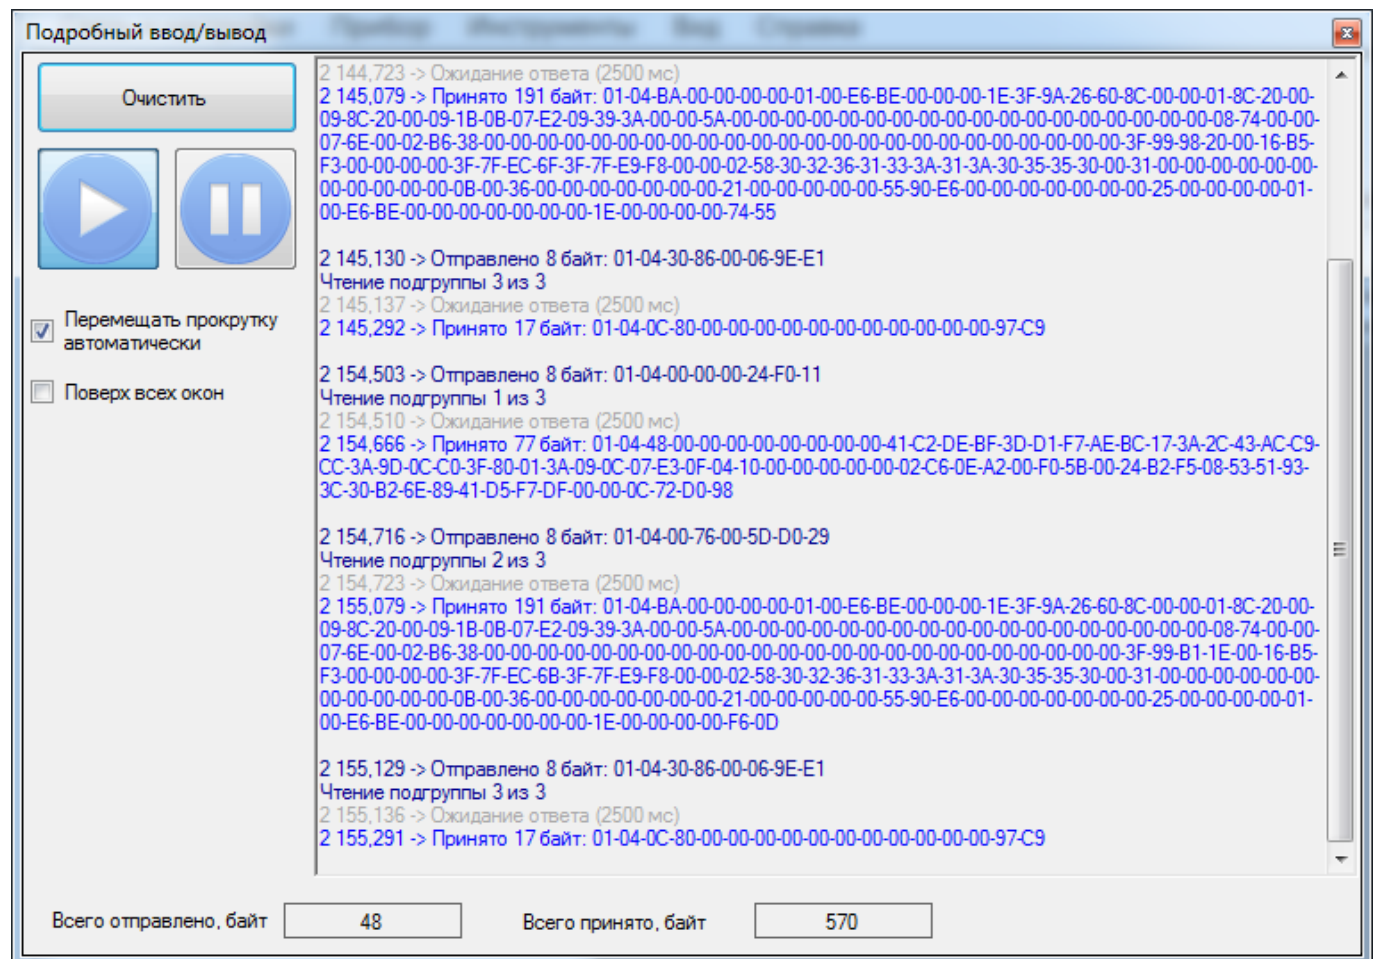 Подробный ввод/вывод
Прибор Инструменты Вид Справка
Очистить
Перемещать прокрутку
автоматически
Поверх всех окон
2 144,723 -> Ожидание ответа (2500 мс)
2 145,079 -> Принято 191 байт: 01-04-BA-00-00-00-00-01-00-E6-BE-00-00-00-1E-3F-9A-26-60-8C-00-00-01-8C-20-00-
09-8C-20-00-09-1B-0B-07-E2-09-39-3A-00-00-5A-00-00-00-00-00-00-00-00-00-00-00-00-00-00-00-08-74-00-00-
07-6E-00-02-B6-38-00-00-00-00-00-00-00-00-00-00-00-00-00-00-00-00-00-00-00-00-00-00-3F-99-98-20-00-16-B5-
F3-00-00-00-00-3F-7F-EC-6F-3F-7F-E9-F8-00-00-02-58-30-32-36-31-33-3A-31-3A-30-35-35-30-00-31-00-00-00-00-00-00-
00-00-00-00-00-0B-00-36-00-00-00-00-00-00-00-21-00-00-00-00-00-55-90-E6-00-00-00-00-00-00-00-25-00-00-00-00-01-
00-E6-BE-00-00-00-00-00-00-00-1E-00-00-00-00-74-55
2 145,130 -> Отправлено 8 байт: 01-04-30-86-00-06-9E-E1
Чтение подгруппы 3 из 3
2 145,137 -> Ожидание ответа (2500 мс)
2 145,292 -> Принято 17 байт: 01-04-0C-80-00-00-00-00-00-00-00-00-00-00-00-97-C9
2 154,503 -> Отправлено 8 байт: 01-04-00-00-00-24-F0-11
Чтение подгруппы 1 из 3
2 154,510 -> Ожидание ответа (2500 мс)
2 154,666 -> Принято 77 байт: 01-04-48-00-00-00-00-00-00-00-00-41-C2-DE-BF-3D-D1-F7-AE-BC-17-3A-2C-43-AC-C9-
CC-3A-9D-0C-C0-3F-80-01-3A-09-0C-07-E3-0F-04-10-00-00-00-00-00-02-C6-0E-A2-00-F0-5B-00-24-B2-F5-08-53-51-93-
3C-30-B2-6E-89-41-D5-F7-DF-00-00-0C-72-D0-98
2 154,716 -> Отправлено 8 байт: 01-04-00-76-00-5D-D0-29
Чтение подгруппы 2 из 3
2 154,723 -> Ожидание ответа (2500 мс)
2 155,079 -> Принято 191 байт: 01-04-BA-00-00-00-00-01-00-E6-BE-00-00-00-1E-3F-9A-26-60-8C-00-00-01-8C-20-00-
09-8C-20-00-09-1B-0B-07-E2-09-39-3A-00-00-5A-00-00-00-00-00-00-00-00-00-00-00-00-00-00-00-08-74-00-00-
07-6E-00-02-B6-38-00-00-00-00-00-00-00-00-00-00-00-00-00-00-00-00-00-00-00-00-00-00-3F-99-B1-1E-00-16-B5-
F3-00-00-00-00-3F-7F-EC-6B-3F-7F-E9-F8-00-00-02-58-30-32-36-31-33-3A-31-3A-30-35-35-30-00-31-00-00-00-00-00-00-
00-00-00-00-00-0B-00-36-00-00-00-00-00-00-00-21-00-00-00-00-00-55-90-E6-00-00-00-00-00-00-00-25-00-00-00-00-01-
00-E6-BE-00-00-00-00-00-00-00-1E-00-00-00-00-F6-0D
2 155,129 -> Отправлено 8 байт: 01-04-30-86-00-06-9E-E1
Чтение подгруппы 3 из 3
2 155,136 -> Ожидание ответа (2500 мс)
2 155,291 -> Принято 17 байт: 01-04-0C-80-00-00-00-00-00-00-00-00-00-00-00-97-C9
Всего отправлено, байт 48 Всего принято, байт 570